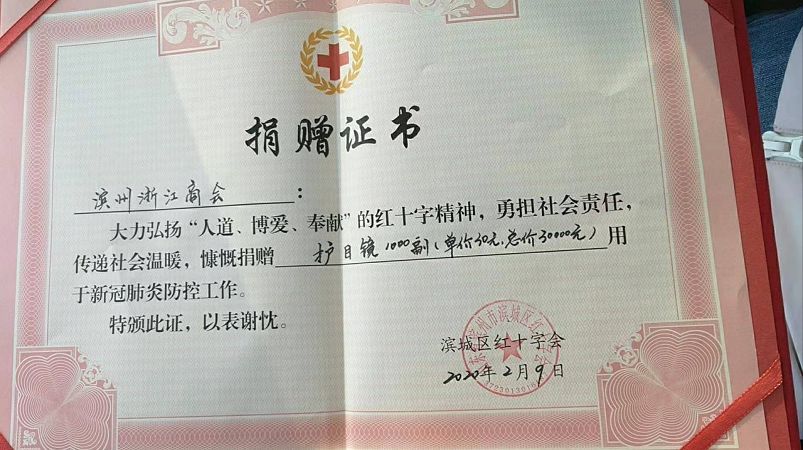 捐赠证书
滨州浙江商会：
大力弘扬“人道、博爱、奉献”的红十字精神，勇担社会责任，
传递社会温暖，慷慨捐赠 护目镜1000副（单价30元，总价30000元）用
于新冠肺炎防控工作。
特颁此证，以表谢忱。
滨城区红十字会
2020年2月9日